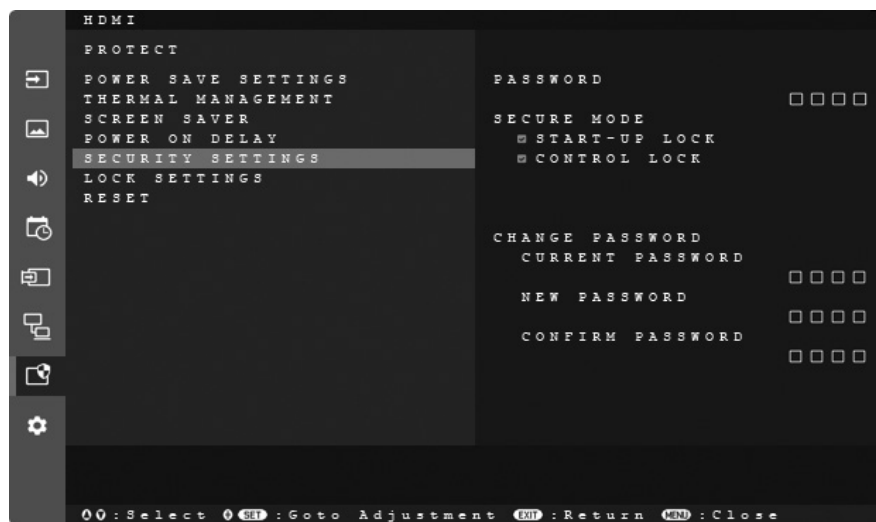 HDMI
PROTECT
POWER SAVE SETTINGS
THERMAL MANAGEMENT
SCREEN SAVER
POWER ON DELAY
SECURITY SETTINGS
LOCK SETTINGS
RESET
PASSWORD
SECURE MODE
START-UP LOCK
CONTROL LOCK
CHANGE PASSWORD
CURRENT PASSWORD
NEW PASSWORD
CONFIRM PASSWORD
:Select SET :Goto Adjustment EXIT :Return MENU :Close